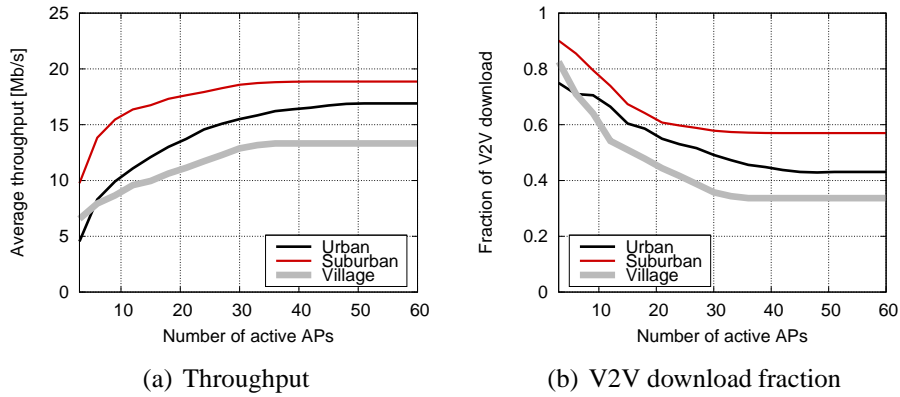 25
20
15
10
5
0
Average throughput [Mb/s]
Urban
Suburban
Village
10 20 30 40 50 60
Number of active APs
(a) Throughput
1
0.8
0.6
0.4
0.2
0
Fraction of V2V download
Urban
Suburban
Village
10 20 30 40 50 60
Number of active APs
(b) V2V download fraction